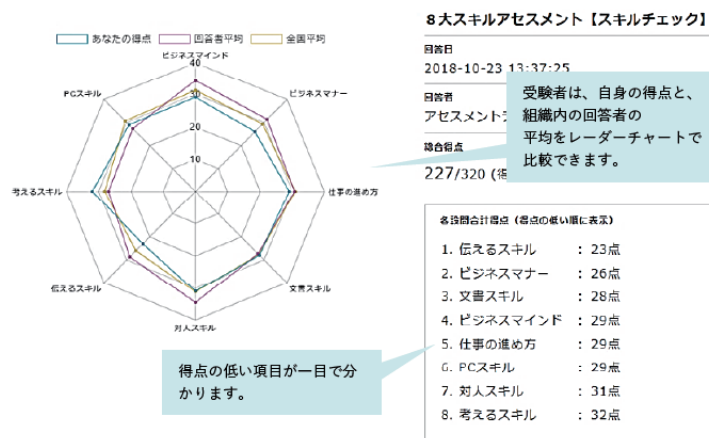 8大スキルアセスメント【スキルチェック】
回答日
2018-10-23 13:37:25
回答者
アセスメント
総合得点
227/320 (得
受験者は、自身の得点と、
組織内の回答者の
平均をレーダーチャートで
比較できます。
あなたの得点 回答者平均 全国平均
ビジネスマインド
ビジネスマナー
仕事の進め方
文書スキル
対人スキル
伝えるスキル
考えるスキル
PCスキル
40
30
20
10
各設問合計得点(得点の低い順に表示)
1. 伝えるスキル : 23点
2. ビジネスマナー : 26点
3. 文書スキル : 28点
4. ビジネスマインド : 29点
5. 仕事の進め方 : 29点
6. PCスキル : 29点
7. 対人スキル : 31点
8. 考えるスキル : 32点
得点の低い項目が一目で分
かります。